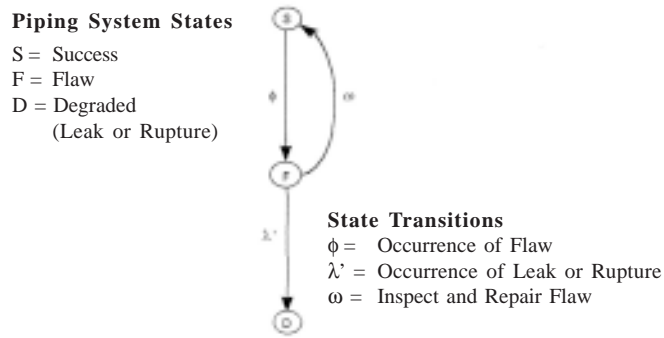 Piping System States
S = Success
F = Flaw
D = Degraded
(Leak or Rupture)
S
ϕ
ω
F
λ'
D
State Transitions
ϕ = Occurrence of Flaw
λ’ = Occurrence of Leak or Rupture
ω = Inspect and Repair Flaw